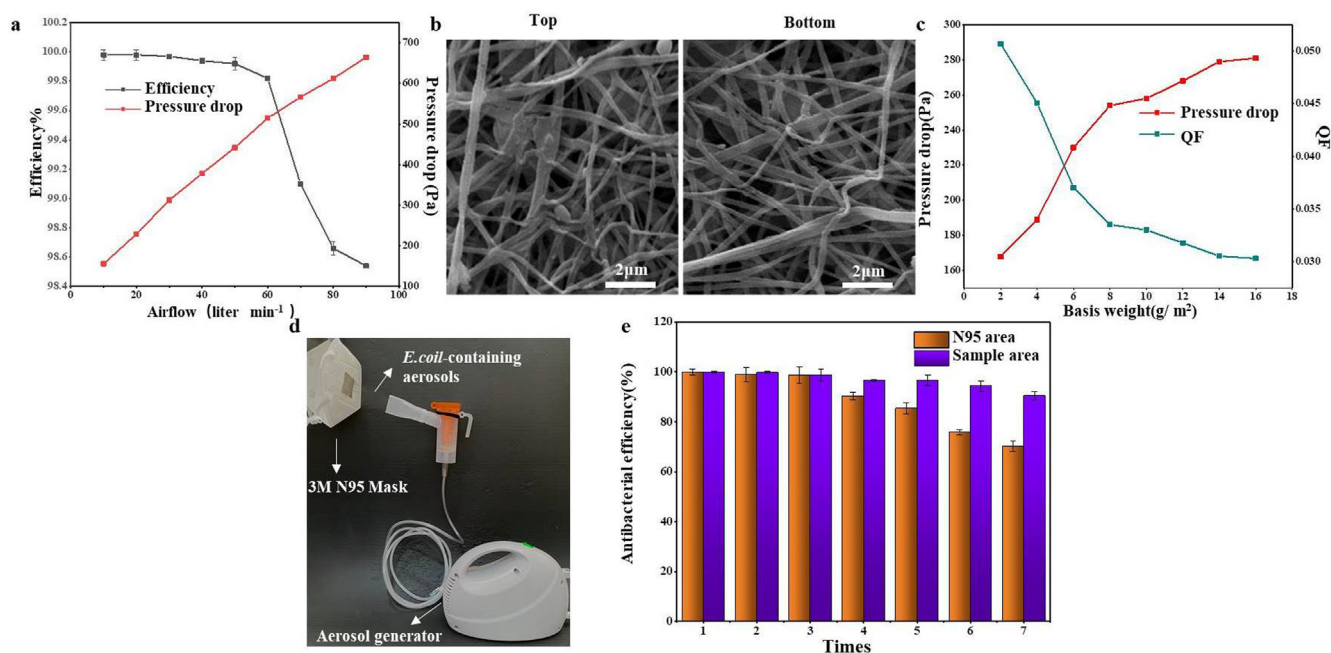 a
100.2
100.0
99.8
99.6
99.4
99.2
99.0
98.8
98.6
98.4
Efficiency%
Efficiency
Pressure drop
700
600
500
400
300
200
100
Pressure drop (Pa)
0 10 20 30 40 50 60 70 80 90 100
Airflow (liter min-1)
b
Top
Bottom
2μm
2μm
c
300
280
260
240
220
200
180
160
Pressure drop(Pa)
Pressure drop
QF
0.050
0.045
0.040
0.035
0.030
QF
0 2 4 6 8 10 12 14 16 18
Basis weight(g/ m2)
d
E.coil-containing
aerosols
3M N95 Mask
Aerosol generator
e
120
100
80
60
40
20
0
Antibacterial efficiency(%)
N95 area
Sample area
1 2 3 4 5 6 7
Times